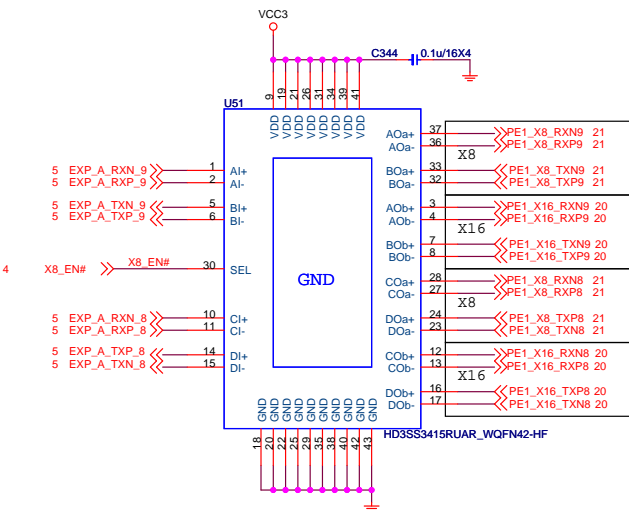 VCC3
C344 0.1u/16X4
9 19 21 26 31 34 39 41
U51
VDD VDD VDD VDD VDD VDD VDD VDD
AOa+ 37 PE1_X8_RXN9 21
AOa- 36 PE1_X8_RXP9 21
X8
5 EXP_A_RXN_9 1 AI+ BOa+ 33 PE1_X8_TXN9 21
5 EXP_A_RXP_9 2 AI- BOa- 32 PE1_X8_TXP9 21
5 EXP_A_TXN_9 5 BI+ AOb+ 3 PE1_X16_RXN9 20
5 EXP_A_TXP_9 6 BI- AOb- 4 PE1_X16_RXP9 20
X16
BOb+ 7 PE1_X16_TXN9 20
BOb- 8 PE1_X16_TXP9 20
4 X8_EN# X8_EN# 30 SEL
GND
COa+ 28 PE1_X8_RXN8 21
COa- 27 PE1_X8_RXP8 21
X8
5 EXP_A_RXN_8 10 CI+ DOa+ 24 PE1_X8_TXP8 21
5 EXP_A_RXP_8 11 CI- DOa- 23 PE1_X8_TXN8 21
5 EXP_A_TXP_8 14 DI+ COb+ 12 PE1_X16_RXN8 20
5 EXP_A_TXN_8 15 DI- COb- 13 PE1_X16_RXP8 20
X16
DOb+ 16 PE1_X16_TXP8 20
DOb- 17 PE1_X16_TXN8 20
GND GND GND GND GND GND GND GND GND GND
HD3SS3415RUAR_WQFN42-HF
18 20 22 25 29 35 38 40 42 43